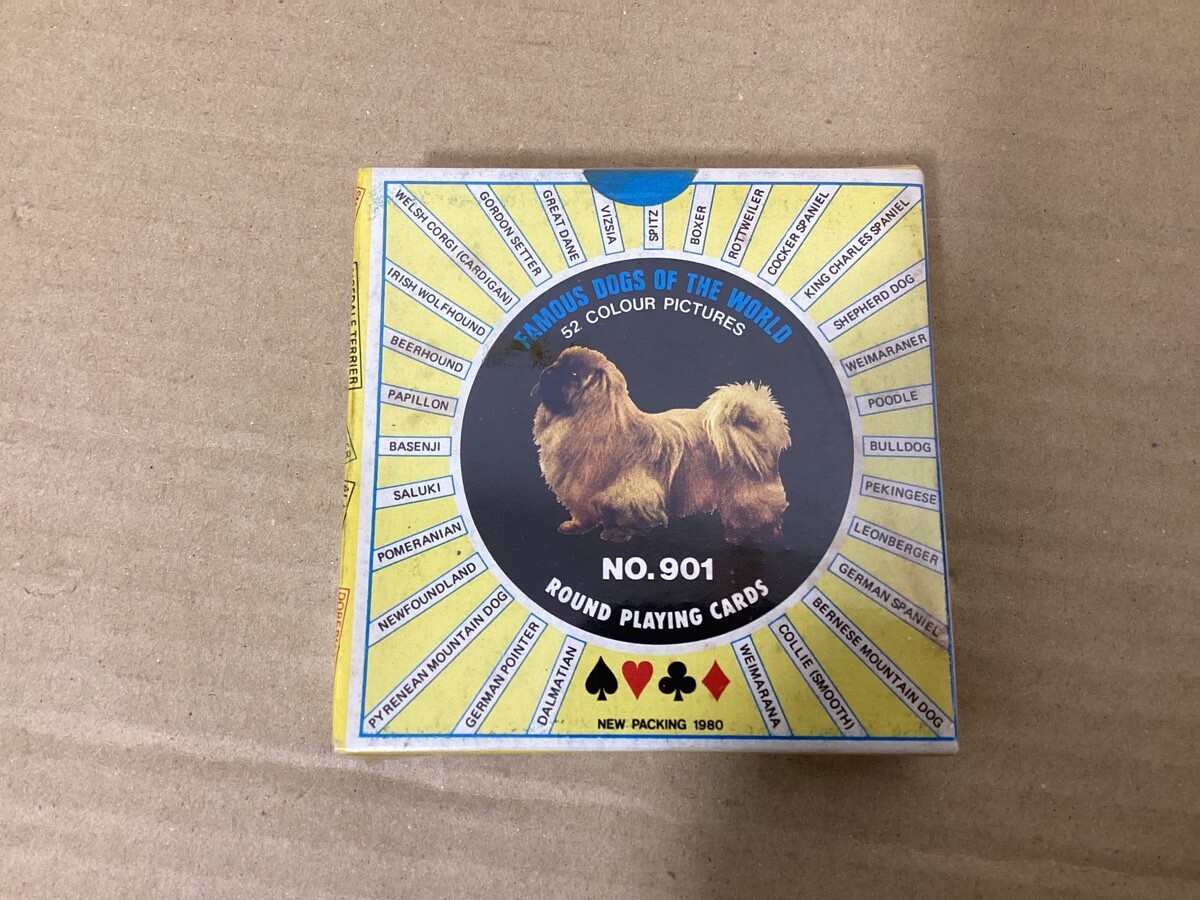 WELSH CORGI (CARDIGAN)
GORDON SETTER
GREAT DANE
VIZSIA
SPITZ
BOXER
ROTTWEILER
COCKER SPANIEL
KING CHARLES SPANIEL
IRISH WOLFHOUND
SHEPHERD DOG
BEERHOUND
WEIMARANER
PAPILLON
POODLE
BASENJI
BULLDOG
SALUKI
PEKINGESE
POMERANIAN
LEONBERGER
NEWFOUNDLAND
GERMAN SPANIEL
PYRENEAN MOUNTAIN DOG
BERNESE MOUNTAIN DOG
GERMAN POINTER
COLLIE (SMOOTH)
DALMATIAN
WEIMARANA
FAMOUS DOGS OF THE WORLD
52 COLOUR PICTURES
NO. 901
ROUND PLAYING CARDS
NEW PACKING 1980
TERRIER